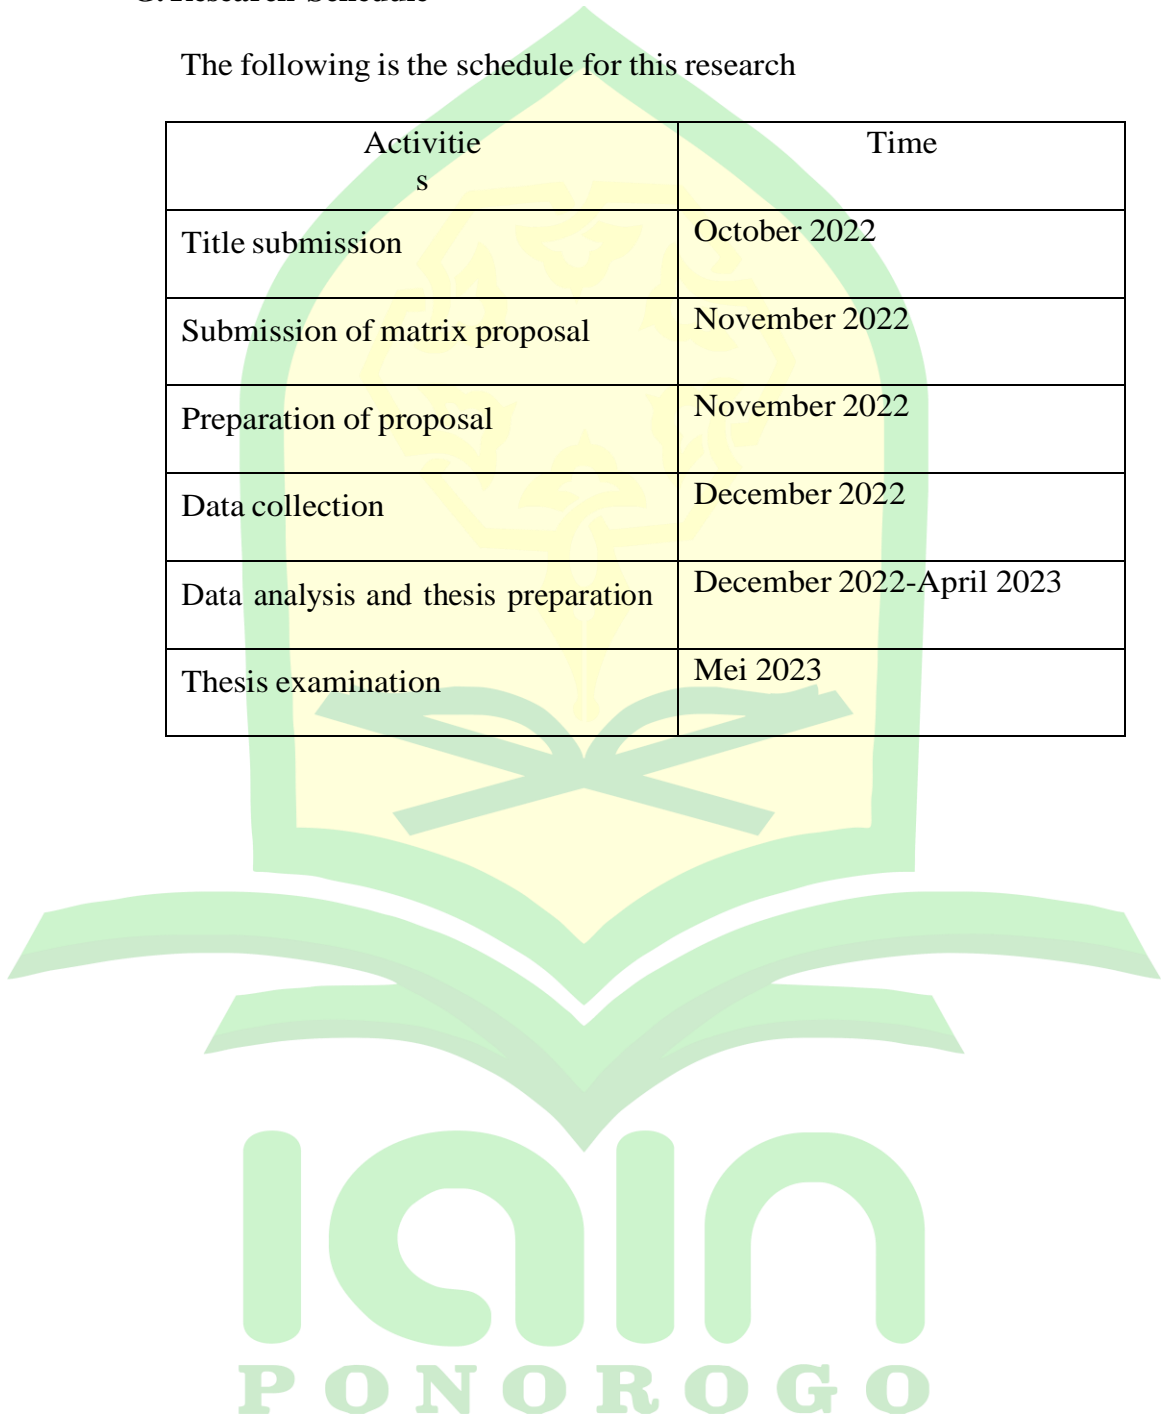 G. Research Schedule
The following is the schedule for this research
Activitie Time
s
Title submission October 2022
Submission of matrix proposal November 2022
Preparation of proposal November 2022
Data collection December 2022
Data analysis and thesis preparation December 2022-April 2023
Thesis examination Mei 2023
iain
PONOROGO